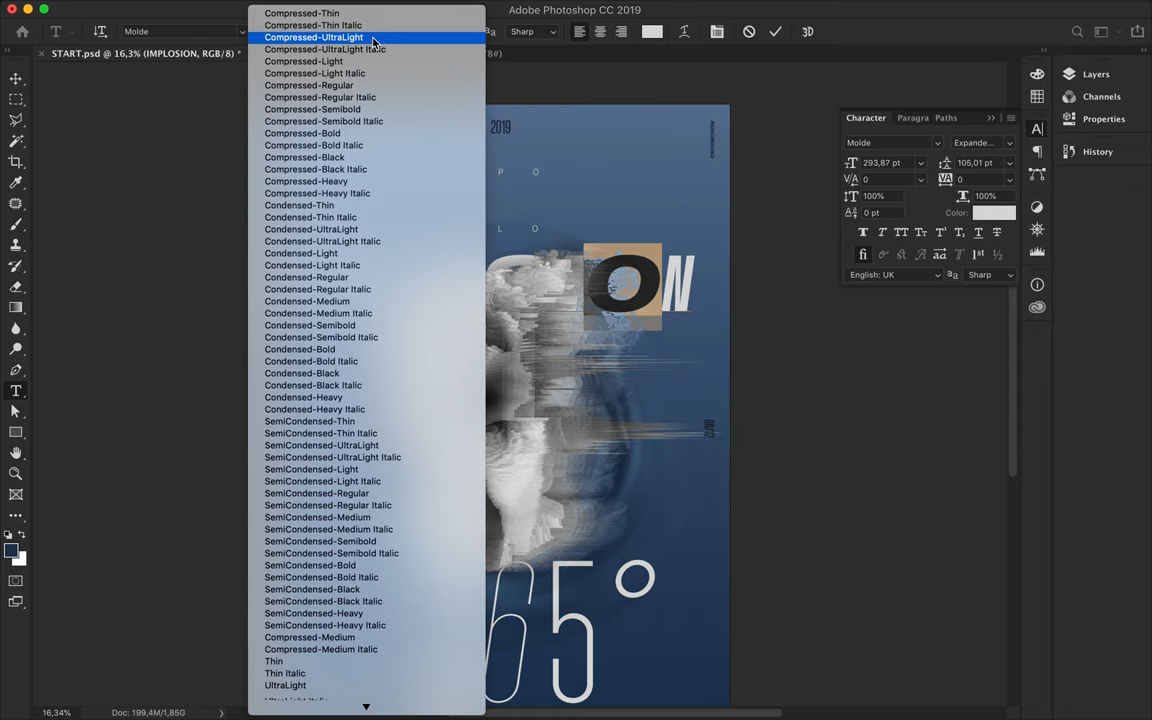 Adobe Photoshop CC 2019
Molde
Sharp
3D
START.psd @ 16,3% (IMPLOSION, RGB/8) *
Compressed-Thin
Compressed-Thin Italic
Compressed-UltraLight
Compressed-UltraLight Italic
Compressed-Light
Compressed-Light Italic
Compressed-Regular
Compressed-Regular Italic
Compressed-Semibold
Compressed-Semibold Italic
Compressed-Bold
Compressed-Bold Italic
Compressed-Black
Compressed-Black Italic
Compressed-Heavy
Compressed-Heavy Italic
Condensed-Thin
Condensed-Thin Italic
Condensed-UltraLight
Condensed-UltraLight Italic
Condensed-Light
Condensed-Light Italic
Condensed-Regular
Condensed-Regular Italic
Condensed-Medium
Condensed-Medium Italic
Condensed-Semibold
Condensed-Semibold Italic
Condensed-Bold
Condensed-Bold Italic
Condensed-Black
Condensed-Black Italic
Condensed-Heavy
Condensed-Heavy Italic
SemiCondensed-Thin
SemiCondensed-Thin Italic
SemiCondensed-UltraLight
SemiCondensed-UltraLight Italic
SemiCondensed-Light
SemiCondensed-Light Italic
SemiCondensed-Regular
SemiCondensed-Regular Italic
SemiCondensed-Medium
SemiCondensed-Medium Italic
SemiCondensed-Semibold
SemiCondensed-Semibold Italic
SemiCondensed-Bold
SemiCondensed-Bold Italic
SemiCondensed-Black
SemiCondensed-Black Italic
SemiCondensed-Heavy
SemiCondensed-Heavy Italic
Compressed-Medium
Compressed-Medium Italic
Thin
Thin Italic
UltraLight
UltraLight Italic
2019
P O
L O
ON
08/12
65°
Character Paragra Paths
Molde Expande...
293,87 pt 105,01 pt
0 0
100% 100%
0 pt Color:
English: UK Sharp
Layers
Channels
Properties
History
16,34% Doc: 199,4M/1,85G